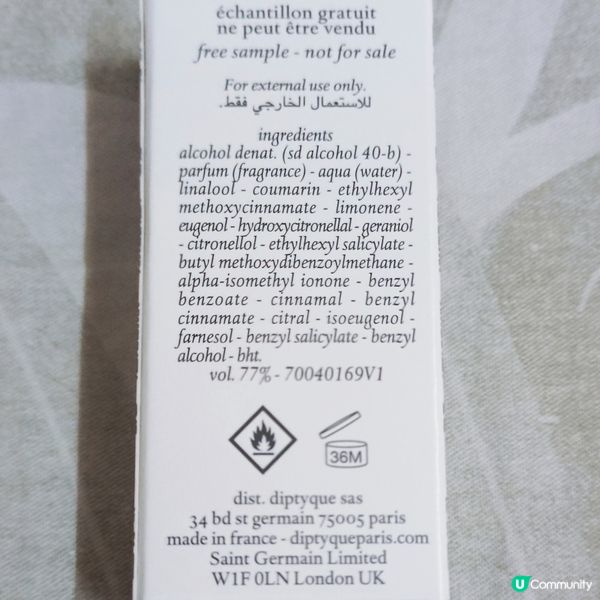 échantillon gratuit
ne peut être vendu
free sample - not for sale
For external use only.
للاستعمال الخارجي فقط.
ingredients
alcohol denat. (sd alcohol 40-b) -
parfum (fragrance) - aqua (water) -
linalool - coumarin - ethylhexyl
methoxycinnamate - limonene -
eugenol - hydroxycitronellal - geraniol
- citronellol - ethylhexyl salicylate -
butyl methoxydibenzoylmethane -
alpha-isomethyl ionone - benzyl
benzoate - cinnamal - benzyl
cinnamate - citral - isoeugenol -
farnesol - benzyl salicylate - benzyl
alcohol - bht.
vol. 77% - 70040169V1
36M
dist. diptyque sas
34 bd st germain 75005 paris
made in france - diptyqueparis.com
Saint Germain Limited
W1F 0LN London UK
U Community